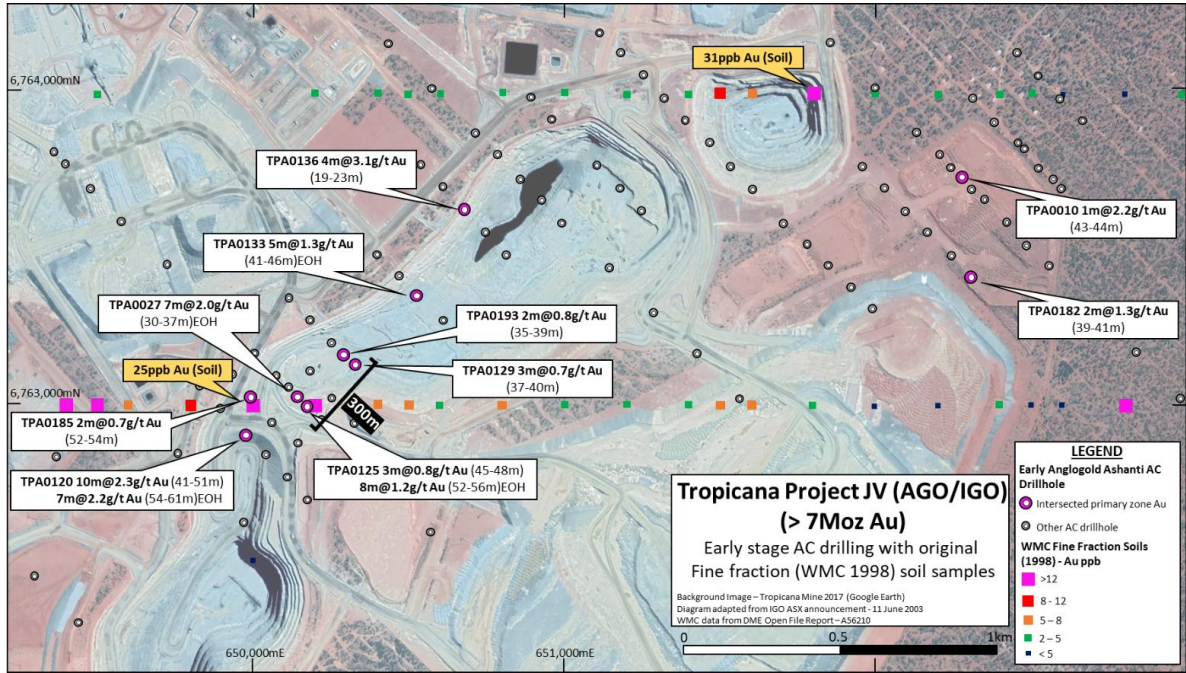 31ppb Au (Soil)
6,764,000mN
TPA0136 4m@3.1g/t Au
(19-23m)
TPA0010 1m@2.2g/t Au
(43-44m)
TPA0133 5m@1.3g/t Au
(41-46m)EOH
TPA0027 7m@2.0g/t Au
(30-37m)EOH
TPA0193 2m@0.8g/t Au
(35-39m)
TPA0182 2m@1.3g/t Au
(39-41m)
25ppb Au (Soil)
TPA0129 3m@0.7g/t Au
(37-40m)
6,763,000mN
300m
TPA0185 2m@0.7g/t Au
(52-54m)
TPA0120 10m@2.3g/t Au (41-51m)
7m@2.2g/t Au (54-61m)EOH
TPA0125 3m@0.8g/t Au (45-48m)
8m@1.2g/t Au (52-56m)EOH
Tropicana Project JV (AGO/IGO)
(> 7Moz Au)
Early stage AC drilling with original
Fine fraction (WMC 1998) soil samples
Background Image – Tropicana Mine 2017 (Google Earth)
Diagram adapted from IGO ASX announcement - 11 June 2003
WMC data from DME Open File Report – A56210
0 0.5 1km
650,000mE
651,000m
LEGEND
Early Anglogold Ashanti AC
Drillhole
Intersected primary zone Au
Other AC drillhole
WMC Fine Fraction Soils
(1998) - Au ppb
>12
8 - 12
5 – 8
2 – 5
< 5